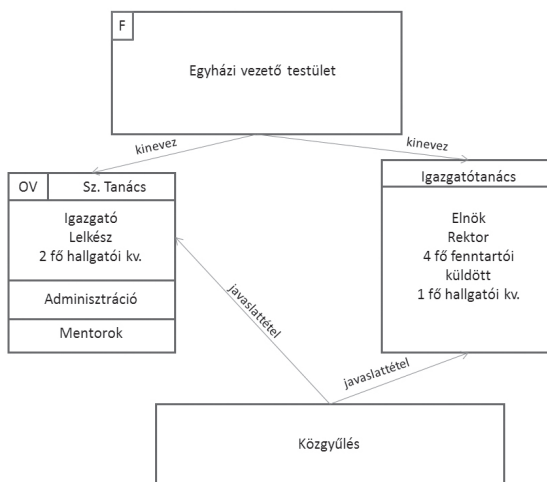 F
Egyházi vezető testület
kinevez
kinevez
OV
Sz. Tanács
Igazgató
Lelkész
2 fő hallgatói kv.
Adminisztráció
Mentorok
Igazgatótanács
Elnök
Rektor
4 fő fenntartói
küldött
1 fő hallgatói kv.
javaslattétel
javaslattétel
Közgyűlés